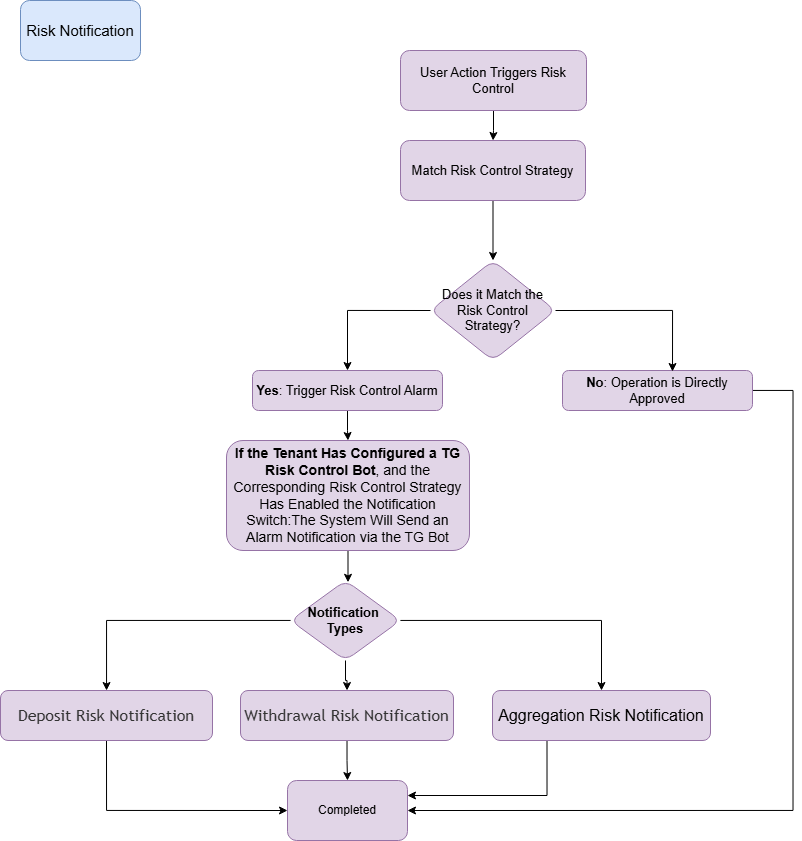 Risk Notification
User Action Triggers Risk
Control
Match Risk Control Strategy
Does it Match the
Risk Control
Strategy?
Yes: Trigger Risk Control Alarm
No: Operation is Directly
Approved
If the Tenant Has Configured a TG
Risk Control Bot, and the
Corresponding Risk Control Strategy
Has Enabled the Notification
Switch:The System Will Send an
Alarm Notification via the TG Bot
Notification
Types
Deposit Risk Notification
Withdrawal Risk Notification
Aggregation Risk Notification
Completed